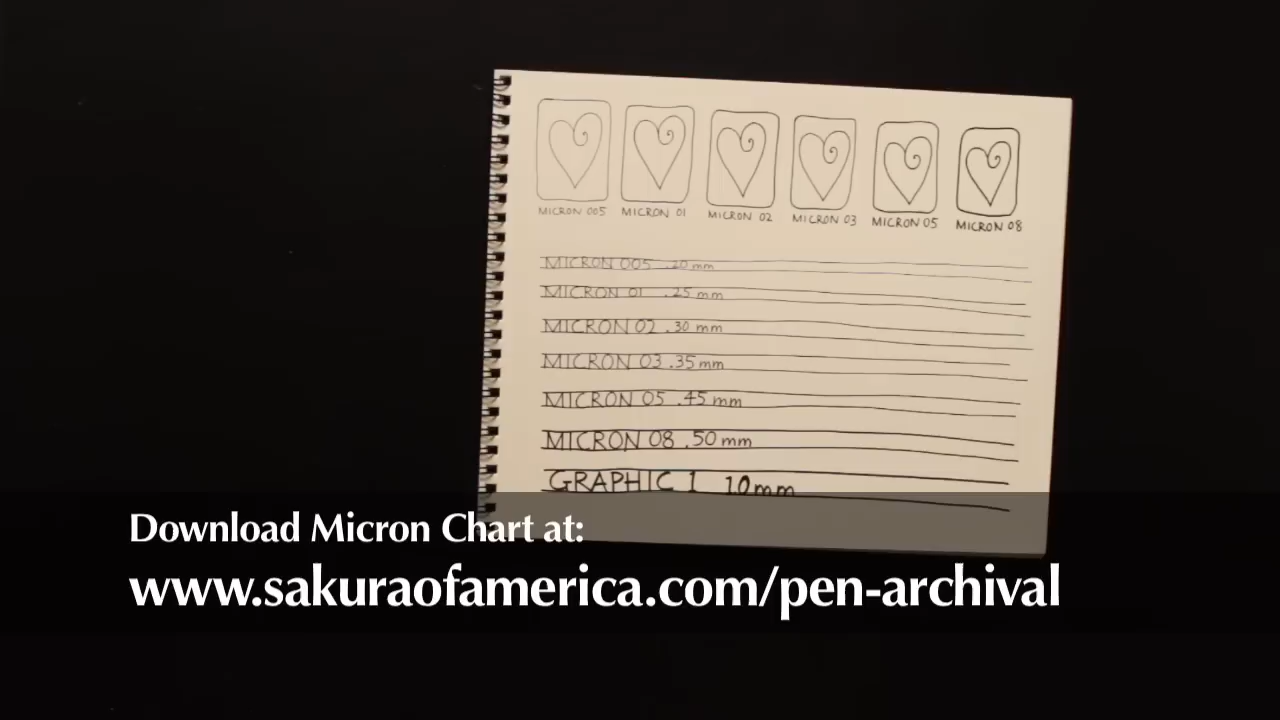 MICRON 005 MICRON 01 MICRON 02 MICRON 03 MICRON 05 MICRON 08
MICRON 005 .20 mm
MICRON 01 .25 mm
MICRON 02 .30 mm
MICRON 03 .35 mm
MICRON 05 .45 mm
MICRON 08 .50 mm
GRAPHIC 1 10mm
Download Micron Chart at:
www.sakuraofamerica.com/pen-archival